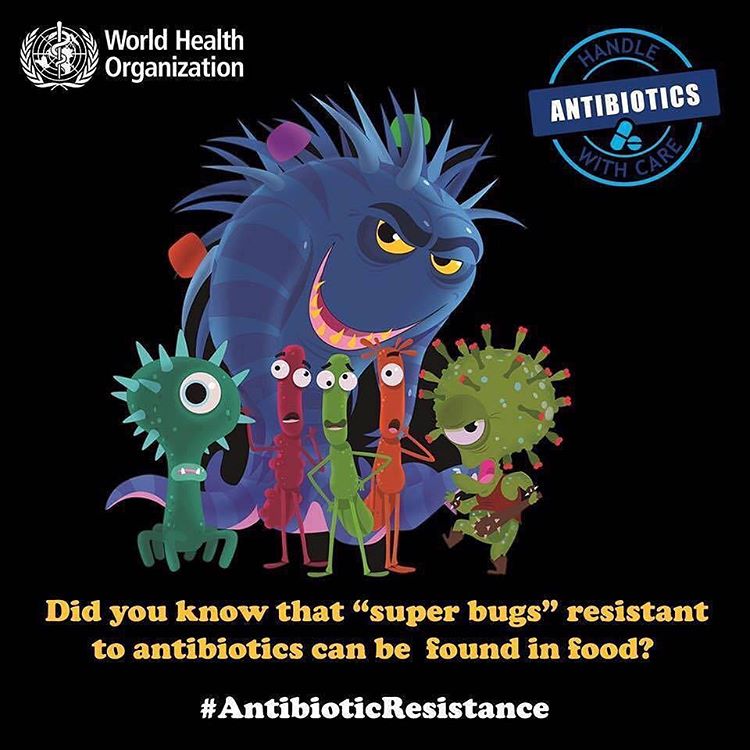 World Health
Organization
HANDLE
ANTIBIOTICS
WITH CARE
Did you know that “super bugs” resistant
to antibiotics can be found in food?
#AntibioticResistance